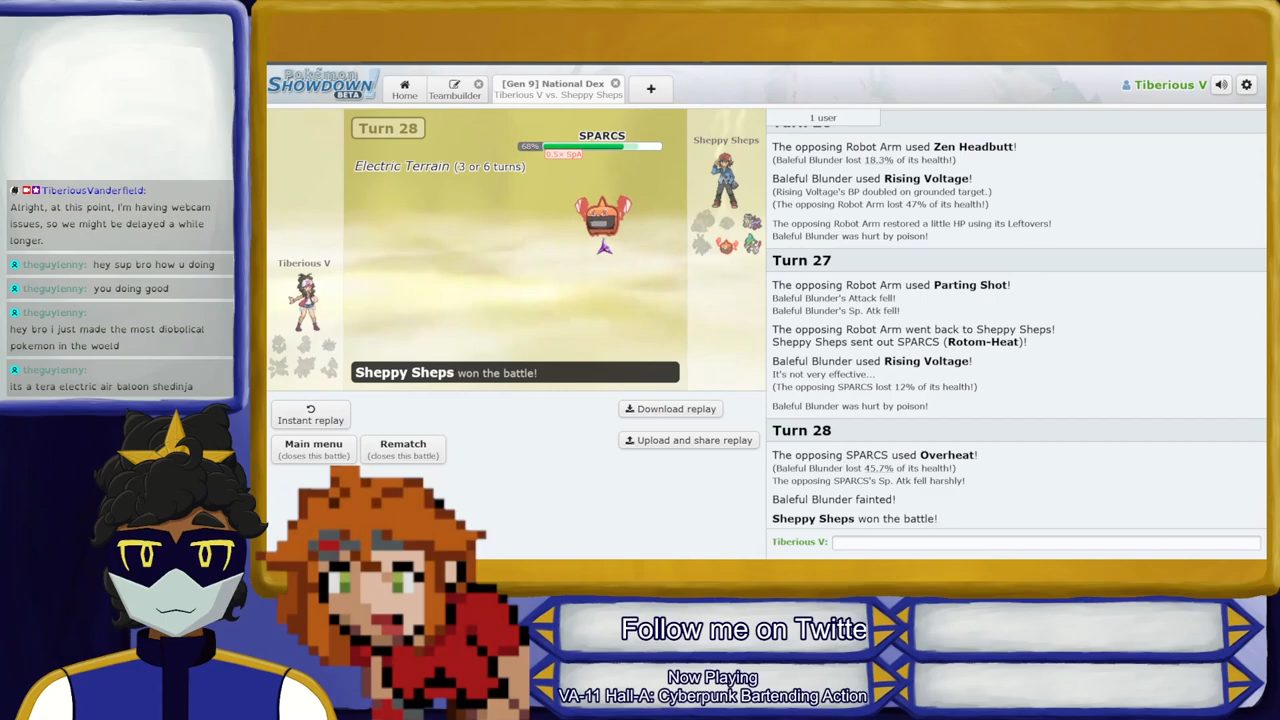 TiberiousVanderfield:
Alright, at this point, I'm having webcam
issues, so we might be delayed a while
longer.
theguylenny: hey sup bro how u doing
theguylenny: you doing good
theguylenny:
hey bro i just made the most diobolical
pokemon in the woeld
theguylenny:
its a tera electric air baloon shedinja
Pokémon
SHOWDOWN!
BETA
Home
Teambuilder
[Gen 9] National Dex
Tiberious V vs. Sheppy Sheps
+
Tiberious V
Turn 28
Electric Terrain (3 or 6 turns)
SPARCS
68%
0.5× SpA
Sheppy Sheps
Tiberious V
Sheppy Sheps won the battle!
Instant replay
Download replay
Upload and share replay
Main menu
(closes this battle)
Rematch
(closes this battle)
1 user
The opposing Robot Arm used Zen Headbutt!
(Baleful Blunder lost 18.3% of its health!)
Baleful Blunder used Rising Voltage!
(Rising Voltage's BP doubled on grounded target.)
(The opposing Robot Arm lost 47% of its health!)
The opposing Robot Arm restored a little HP using its Leftovers!
Baleful Blunder was hurt by poison!
Turn 27
The opposing Robot Arm used Parting Shot!
Baleful Blunder's Attack fell!
Baleful Blunder's Sp. Atk fell!
The opposing Robot Arm went back to Sheppy Sheps!
Sheppy Sheps sent out SPARCS (Rotom-Heat)!
Baleful Blunder used Rising Voltage!
It's not very effective...
(The opposing SPARCS lost 12% of its health!)
Baleful Blunder was hurt by poison!
Turn 28
The opposing SPARCS used Overheat!
(Baleful Blunder lost 45.7% of its health!)
The opposing SPARCS's Sp. Atk fell harshly!
Baleful Blunder fainted!
Sheppy Sheps won the battle!
Tiberious V:
Follow me on Twitte
Now Playing
VA-11 Hall-A: Cyberpunk Bartending Action